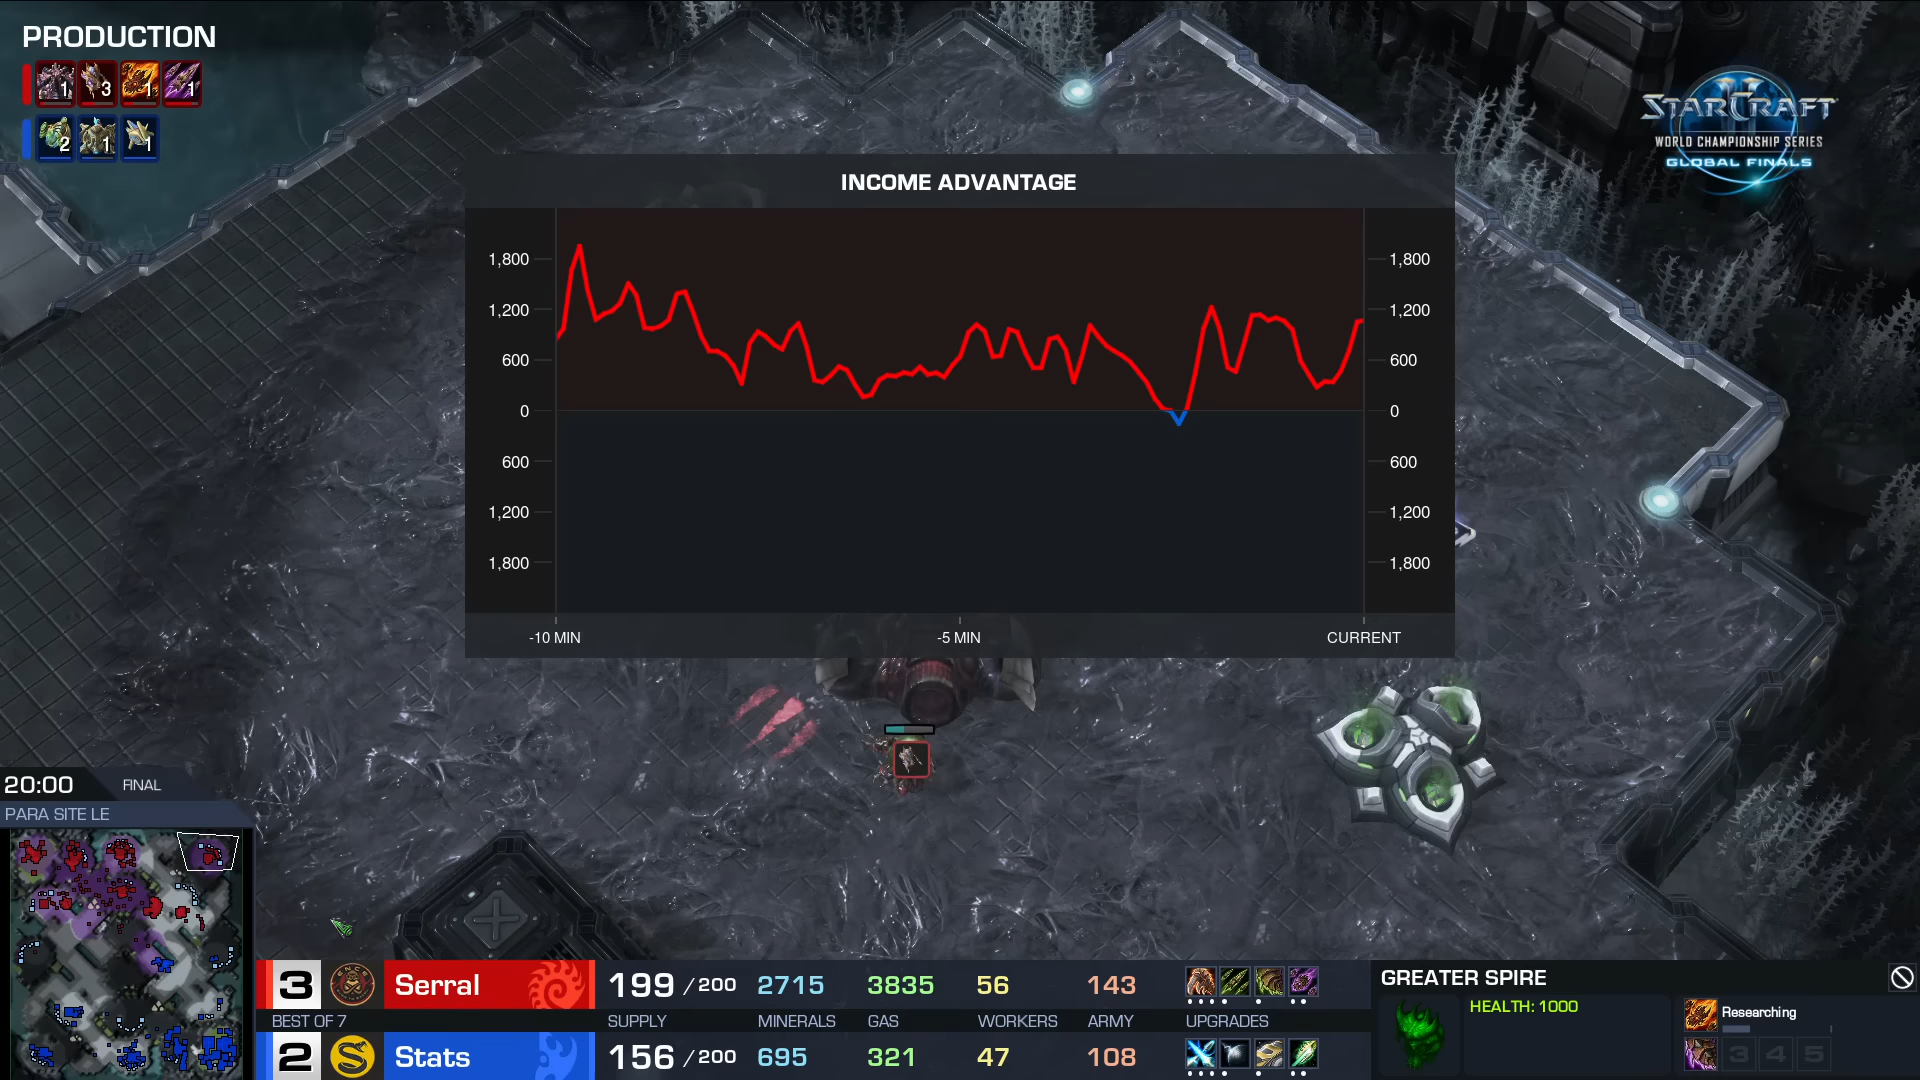 PRODUCTION
1 3 1 1
2 1 1
STARCRAFT
II
WORLD CHAMPIONSHIP SERIES
GLOBAL FINALS
INCOME ADVANTAGE
1,800 1,800
1,200 1,200
600 600
0 0
600 600
1,200 1,200
1,800 1,800
-10 MIN -5 MIN CURRENT
20:00 FINAL
PARA SITE LE
3 ENCE Serral 199 / 200 2715 3835 56 143
BEST OF 7 SUPPLY MINERALS GAS WORKERS ARMY UPGRADES
2 Stats 156 / 200 695 321 47 108
GREATER SPIRE
HEALTH: 1000
Researching
3 4 5